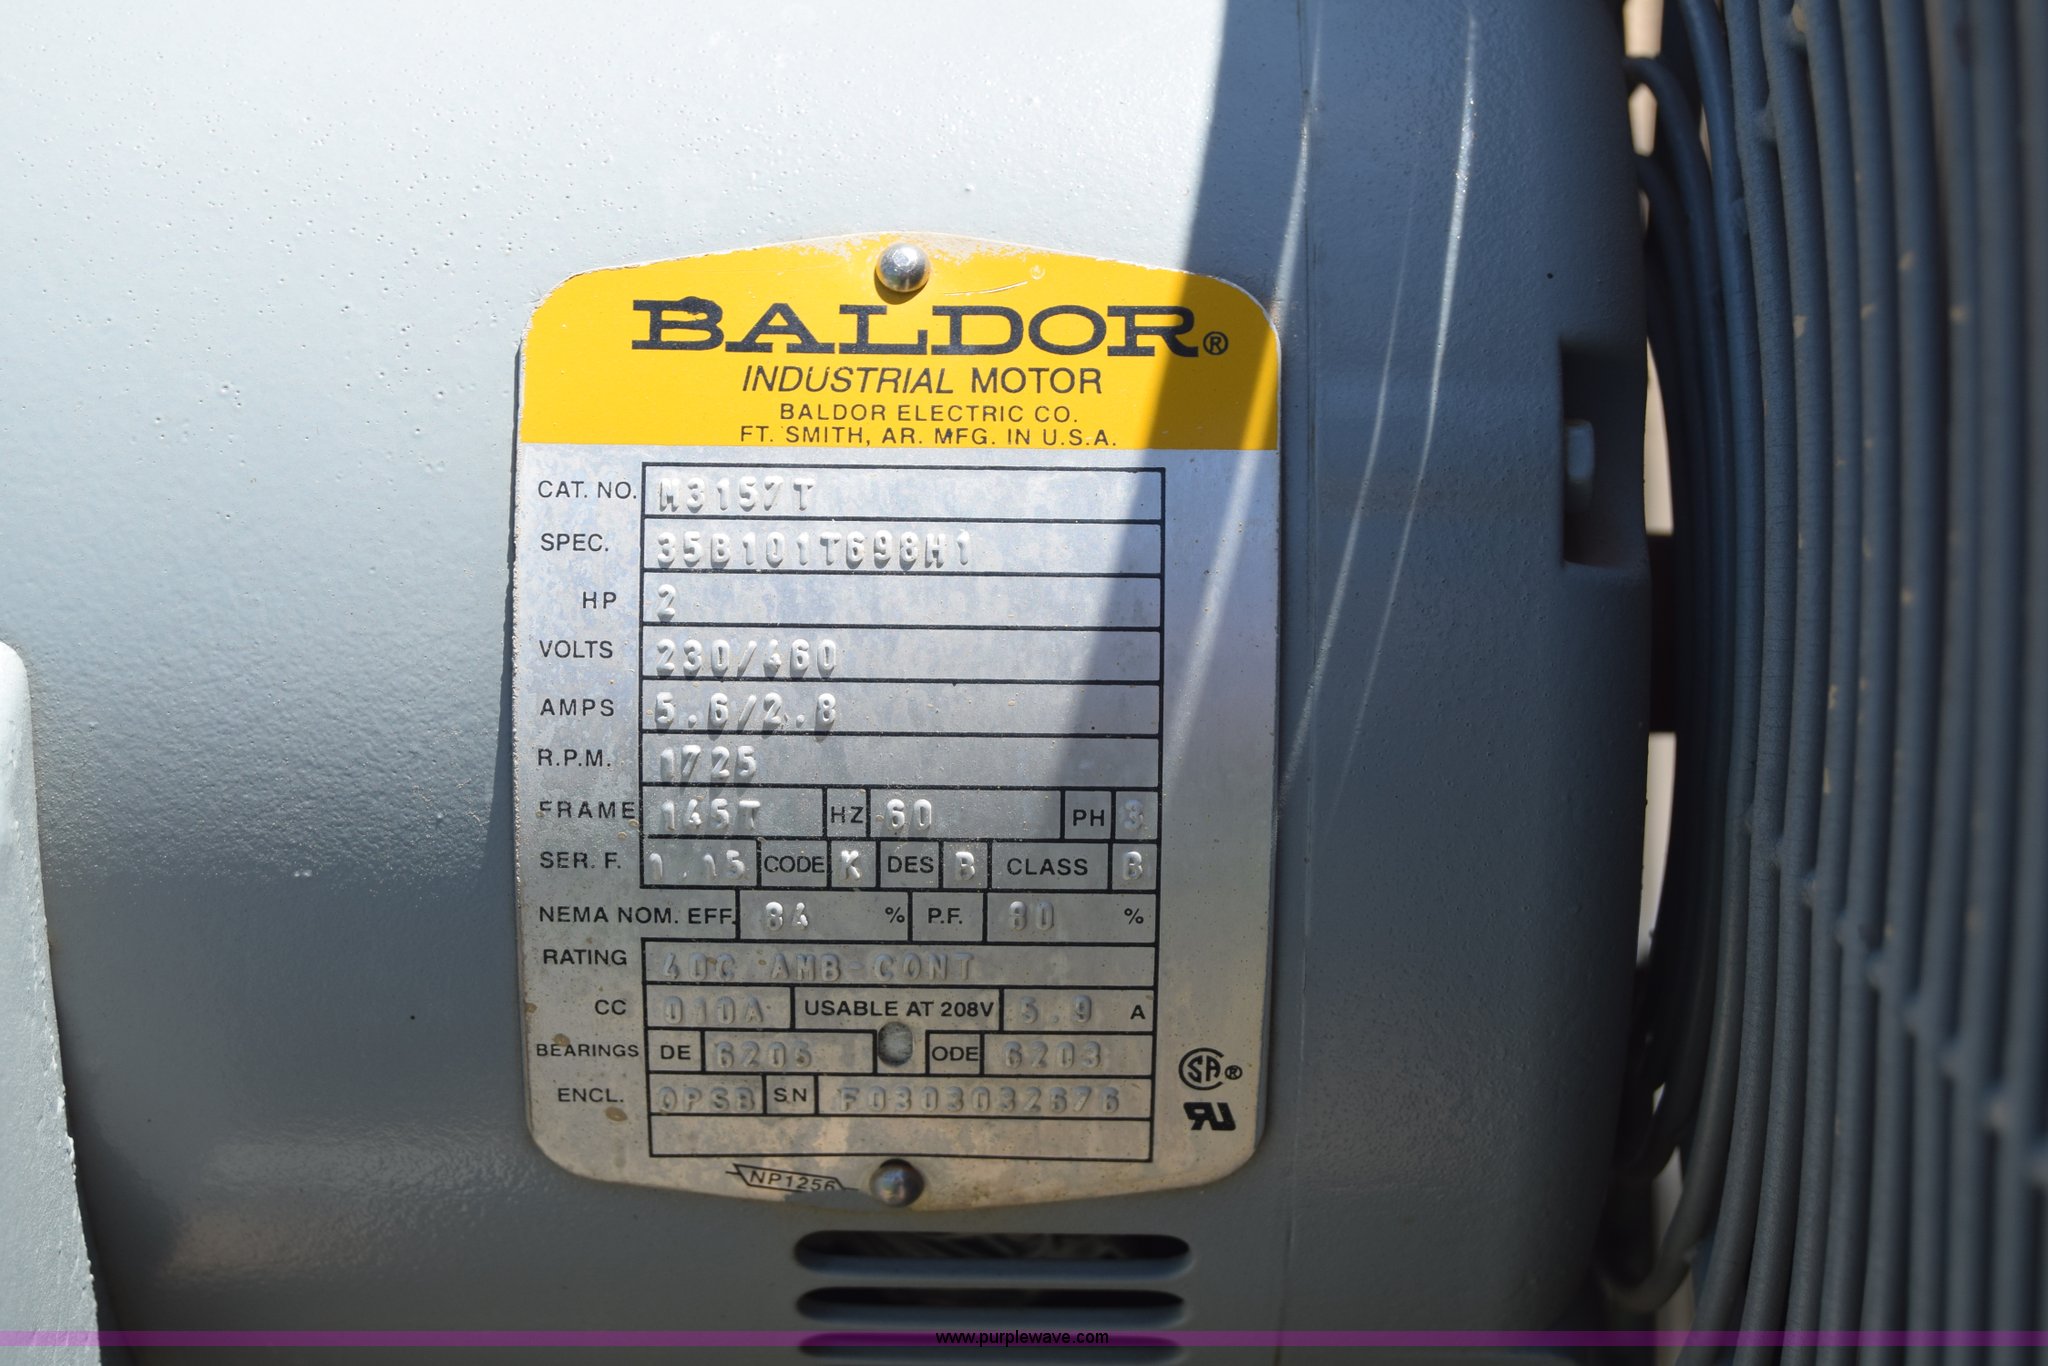 BALDOR®
INDUSTRIAL MOTOR
BALDOR ELECTRIC CO.
FT. SMITH, AR. MFG. IN U.S.A.
CAT. NO. M3157T
SPEC. 35B101T698H1
HP 2
VOLTS 230/460
AMPS 5.6/2.8
R.P.M. 1725
FRAME 145T HZ 60 PH 3
SER. F. 1.15 CODE K DES B CLASS B
NEMA NOM. EFF. 84 % P.F. 80 %
RATING 40C AMB-CONT
CC 010A USABLE AT 208V 5.9 A
BEARINGS DE 6205 ODE 6203
ENCL. OPSB SN F0303032676
SA®
RU
NP1256
www.purplewave.com